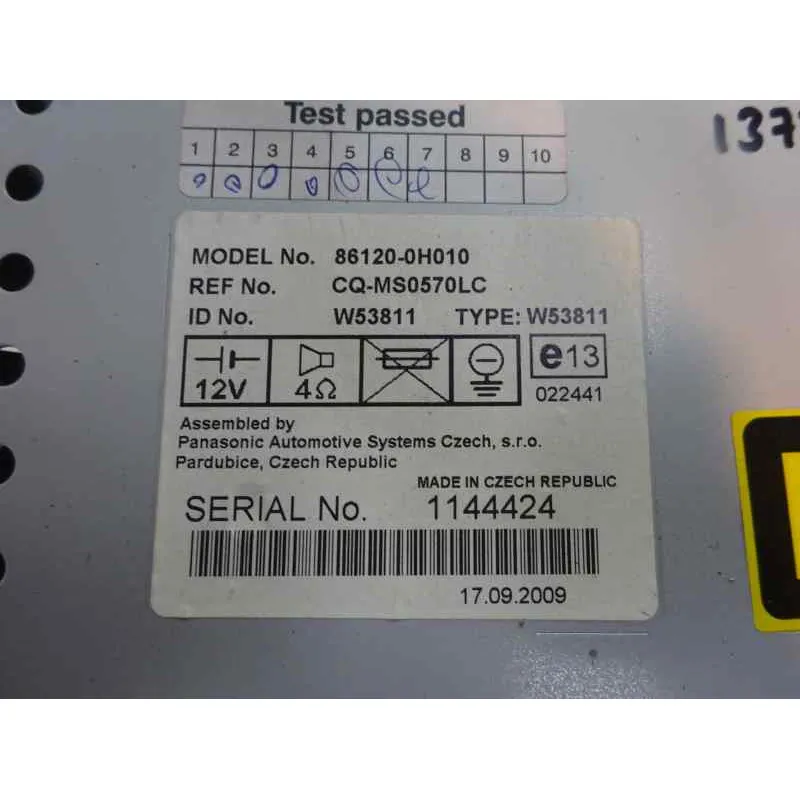 Test passed
1 2 3 4 5 6 7 8 9 10
MODEL No. 86120-0H010
REF No. CQ-MS0570LC
ID No. W53811 TYPE: W53811
12V 4Ω e13
022441
Assembled by
Panasonic Automotive Systems Czech, s.r.o.
Pardubice, Czech Republic
MADE IN CZECH REPUBLIC
SERIAL No. 1144424
17.09.2009